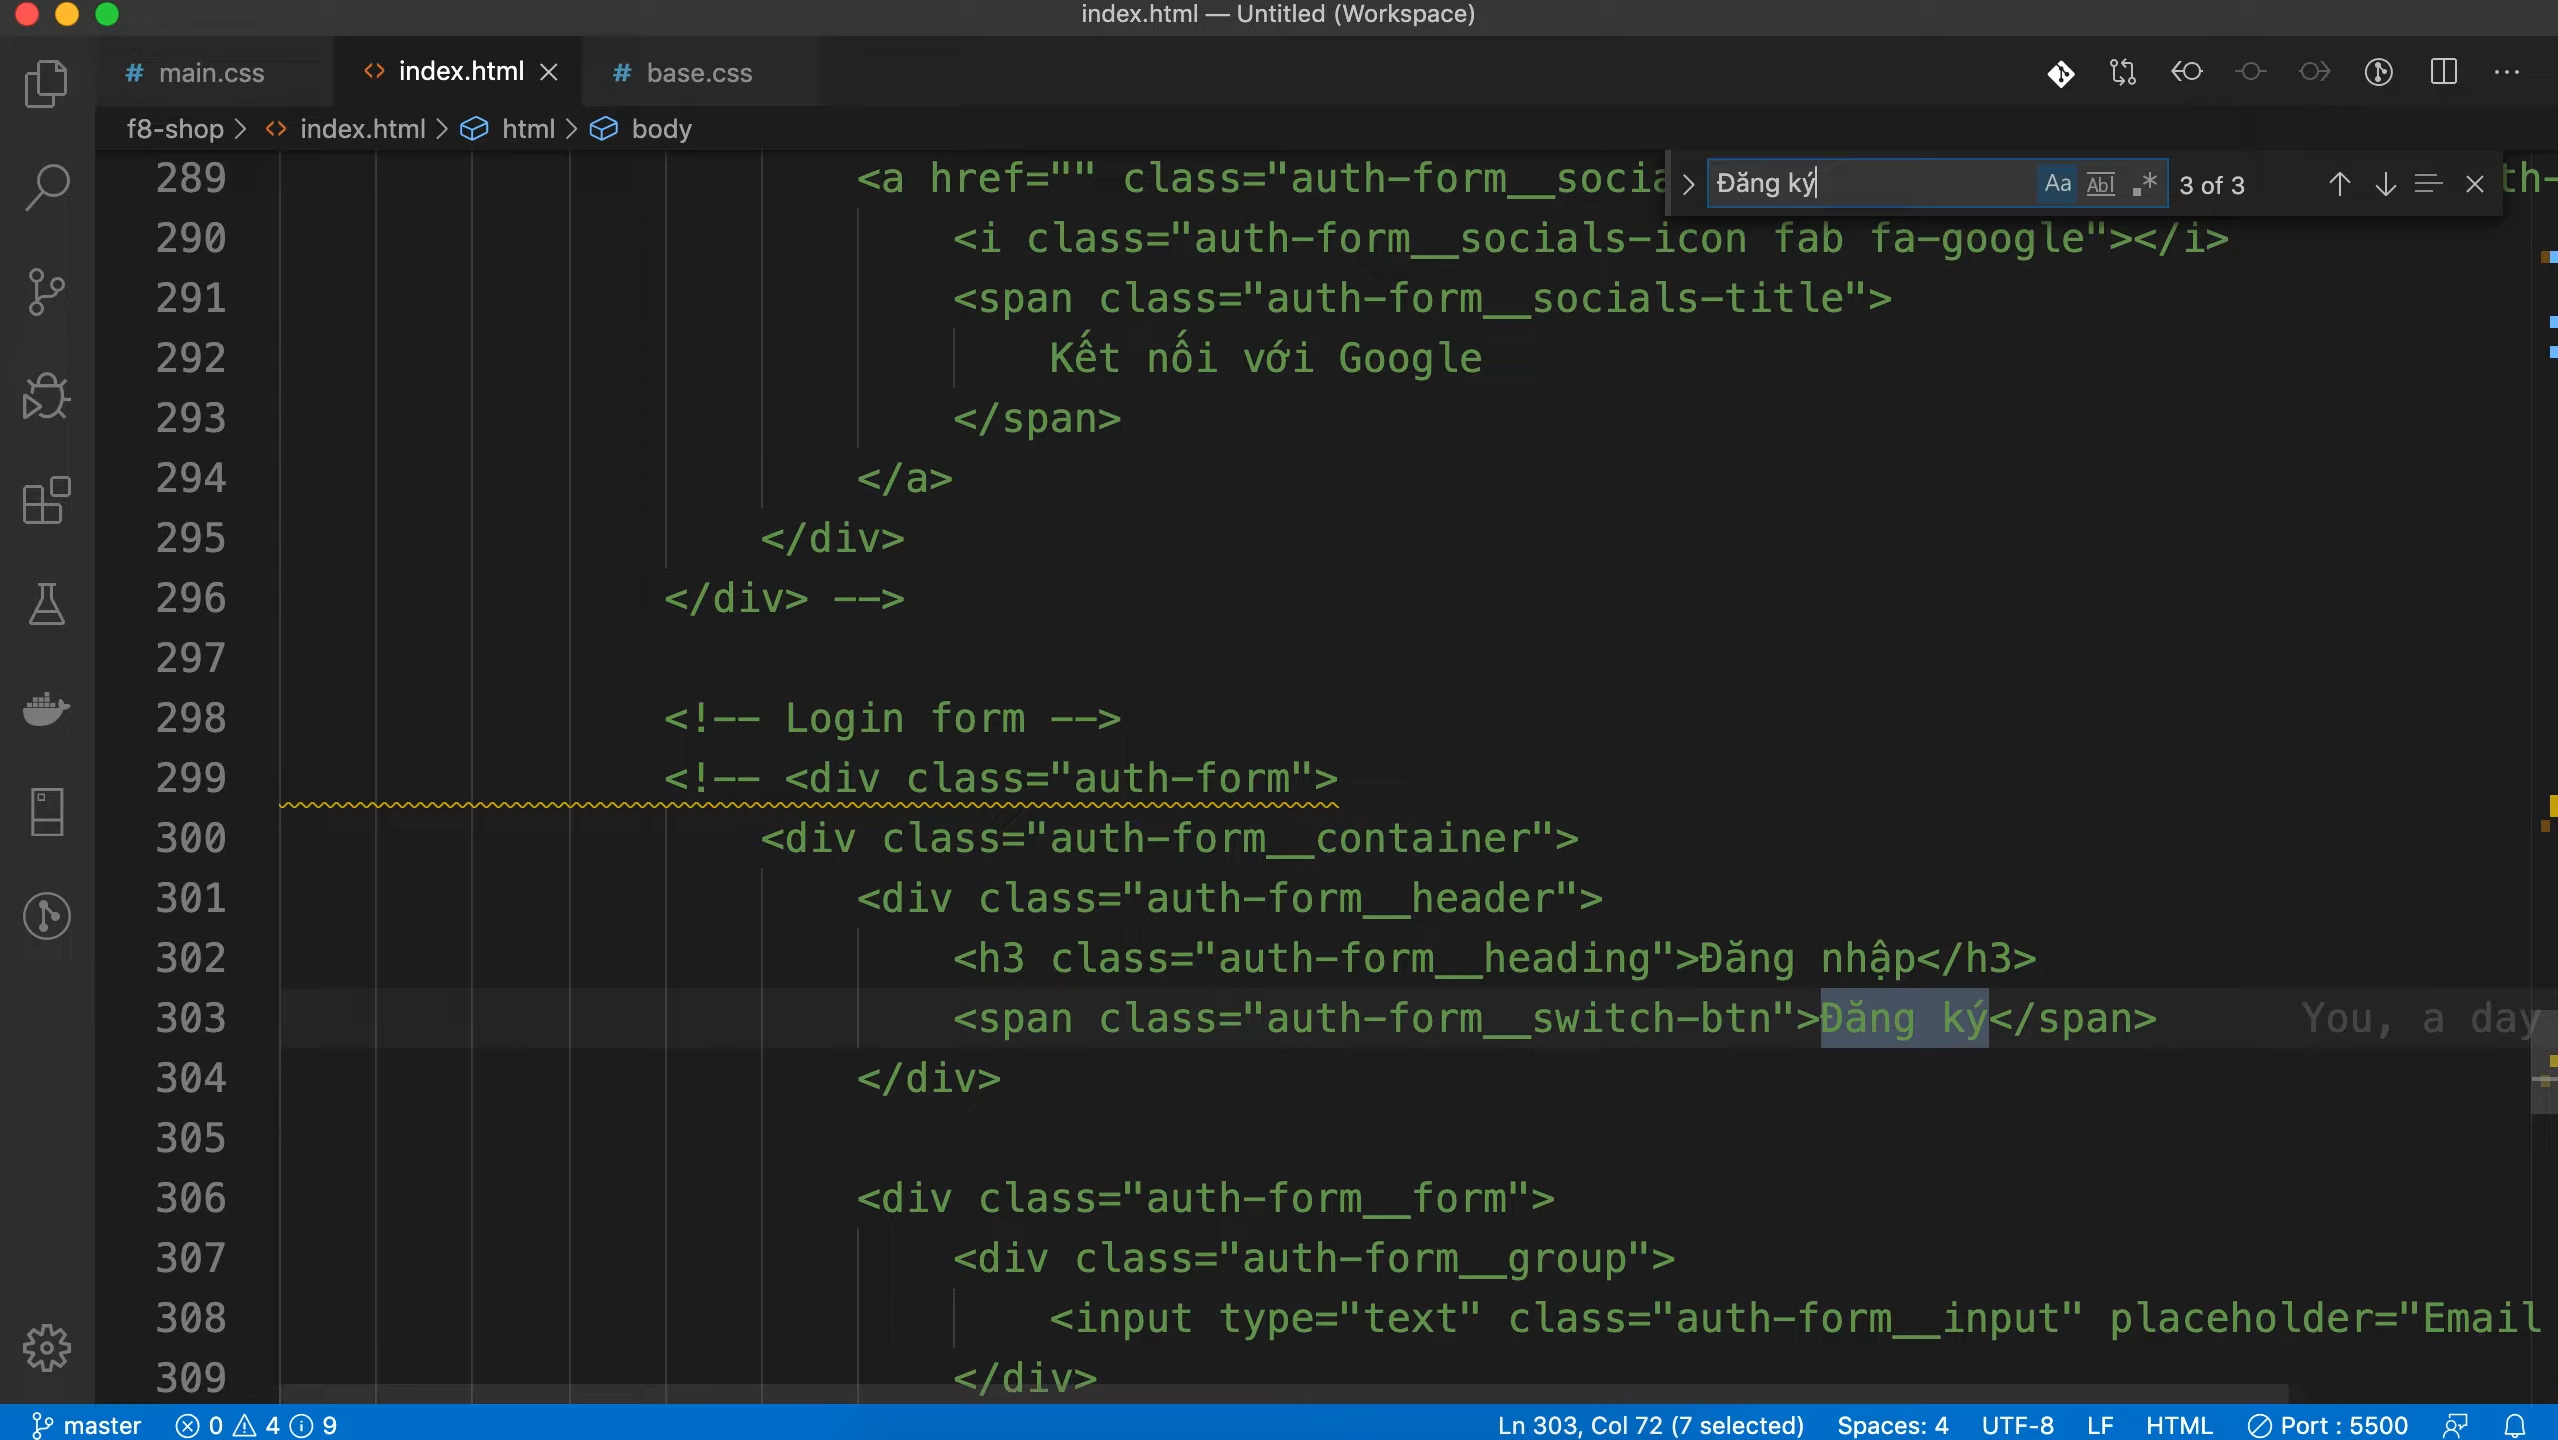 index.html — Untitled (Workspace)
# main.css
<> index.html
# base.css
f8-shop > <> index.html > html > body
Đăng ký
Aa
Abl
.*
3 of 3
289 <a href="" class="auth-form__socia
290 <i class="auth-form__socials-icon fab fa-google"></i>
291 <span class="auth-form__socials-title">
292 Kết nối với Google
293 </span>
294 </a>
295 </div>
296 </div> -->
297
298 <!-- Login form -->
299 <!-- <div class="auth-form">
300 <div class="auth-form__container">
301 <div class="auth-form__header">
302 <h3 class="auth-form__heading">Đăng nhập</h3>
303 <span class="auth-form__switch-btn">Đăng ký</span> You, a day
304 </div>
305
306 <div class="auth-form__form">
307 <div class="auth-form__group">
308 <input type="text" class="auth-form__input" placeholder="Email
309 </div>
master 0 4 9 Ln 303, Col 72 (7 selected) Spaces: 4 UTF-8 LF HTML Port : 5500